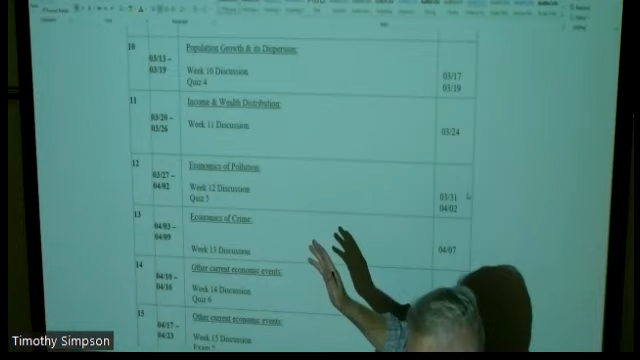 10
03/13 –
03/19
Population Growth & its Dispersion:
Week 10 Discussion
Quiz 4
03/17
03/19
11
03/20 –
03/26
Income & Wealth Distribution:
Week 11 Discussion
03/24
12
03/27 –
04/02
Economics of Pollution:
Week 12 Discussion
Quiz 5
03/31
04/02
13
04/03 –
04/09
Economics of Crime:
Week 13 Discussion
04/07
14
04/10 –
04/16
Other current economic events:
Week 14 Discussion
Quiz 6
15
04/17 –
04/23
Other current economic events:
Week 15 Discussion
Timothy Simpson